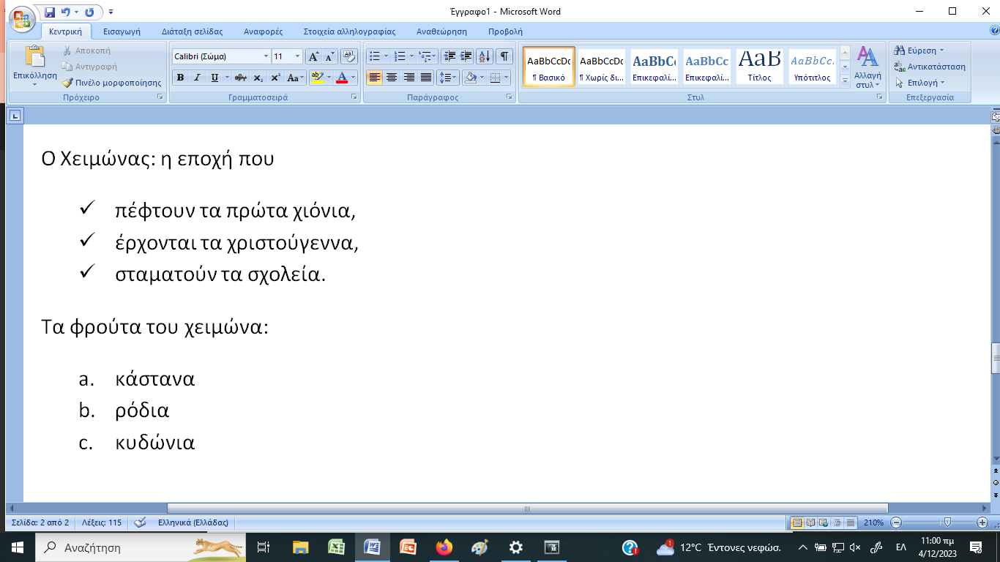 Έγγραφο1 - Microsoft Word
Κεντρική Εισαγωγή Διάταξη σελίδας Αναφορές Στοιχεία αλληλογραφίας Αναθεώρηση Προβολή
Επικόλληση
Αποκοπή
Αντιγραφή
Πινέλο μορφοποίησης
Πρόχειρο
Calibri (Σώμα) 11
Γραμματοσειρά
Παράγραφος
AaBbCcDc AaBbCcDc AaBbC AaBbCc AaB AaBbCc.
¶ Βασικό ¶ Χωρίς δι... Επικεφαλί... Επικεφαλί... Τίτλος Υπότιτλος
Αλλαγή στυλ
Στυλ
Εύρεση
Αντικατάσταση
Επιλογή
Επεξεργασία
Ο Χειμώνας: η εποχή που
πέφτουν τα πρώτα χιόνια,
έρχονται τα χριστούγεννα,
σταματούν τα σχολεία.
Τα φρούτα του χειμώνα:
a. κάστανα
b. ρόδια
c. κυδώνια
Σελίδα: 2 από 2 Λέξεις: 115 Ελληνικά (Ελλάδας) 210%
Αναζήτηση 1 12°C Έντονες νεφώσ. ΕΛ 11:00 πμ
4/12/2023